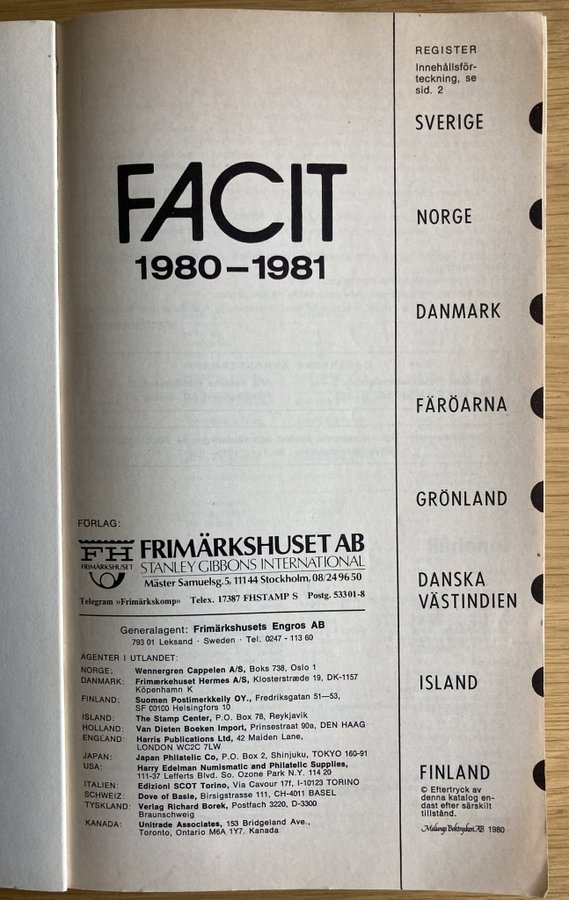 FACIT
1980–1981
FÖRLAG:
FH
FRIMÄRKSHUSET
FRIMÄRKSHUSET AB
STANLEY GIBBONS INTERNATIONAL
Mäster Samuelsg. 5, 111 44 Stockholm. 08/24 96 50
Telegram »Frimärkskomp» Telex. 17387 FHSTAMP S Postg. 533 01-8
Generalagent: Frimärkshusets Engros AB
793 01 Leksand · Sweden · Tel. 0247 - 113 60
AGENTER I UTLANDET:
NORGE: Wennergren Cappelen A/S, Boks 738, Oslo 1
DANMARK: Frimærkehuset Hermes A/S, Klosterstræde 19, DK-1157
Köpenhamn K
FINLAND: Suomen Postimerkkeily OY., Fredriksgatan 51—53,
SF 00100 Helsingfors 10
ISLAND: The Stamp Center, P.O. Box 78, Reykjavik
HOLLAND: Van Dieten Boeken Import, Prinsestraat 90a, DEN HAAG
ENGLAND: Harris Publications Ltd, 42 Maiden Lane,
LONDON WC2C 7LW
JAPAN: Japan Philatelic Co, P.O. Box 2, Shinjuku, TOKYO 160-91
USA: Harry Edelman Numismatic and Philatelic Supplies,
111-37 Lefferts Blvd. So. Ozone Park N.Y. 114 20
ITALIEN: Edizioni SCOT Torino, Via Cavour 17f, I-10123 TORINO
SCHWEIZ: Dove of Basle, Birsigstrasse 111, CH-4011 BASEL
TYSKLAND: Verlag Richard Borek, Postfach 3220, D-3300
Braunschweig
KANADA: Unitrade Associates, 153 Bridgeland Ave.,
Toronto, Ontario M6A 1Y7. Kanada
REGISTER
Innehållsför-
teckning, se
sid. 2
SVERIGE
NORGE
DANMARK
FÄRÖARNA
GRÖNLAND
DANSKA
VÄSTINDIEN
ISLAND
FINLAND
© Eftertryck av
denna katalog en-
dast efter särskilt
tillstånd.
Malungs Boktryckeri AB 1980